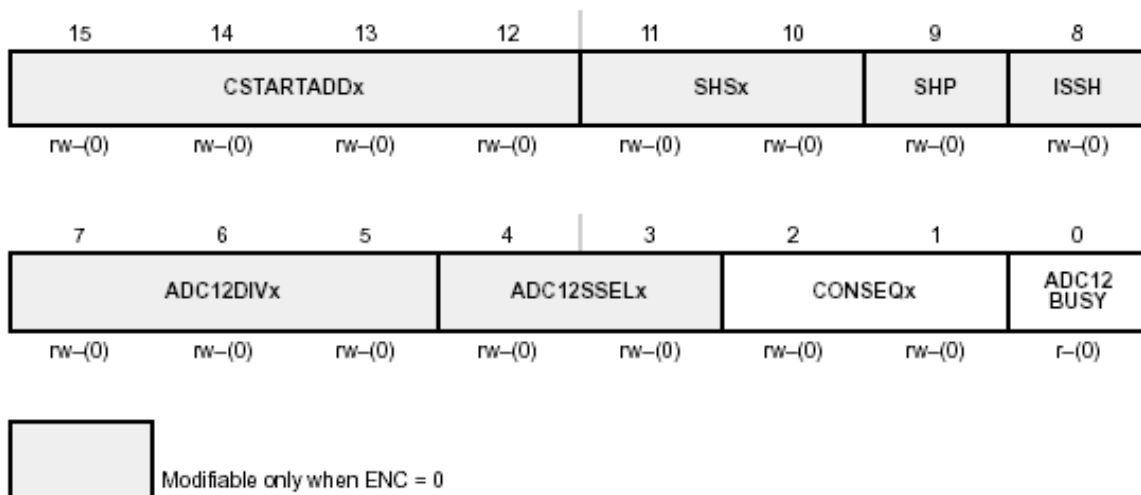 15 14 13 12 11 10 9 8
CSTARTADDx SHSx SHP ISSH
rw–(0) rw–(0) rw–(0) rw–(0) rw–(0) rw–(0) rw–(0) rw–(0)
7 6 5 4 3 2 1 0
ADC12DIVx ADC12SSELx CONSEQx ADC12
BUSY
rw–(0) rw–(0) rw–(0) rw–(0) rw–(0) rw–(0) rw–(0) r–(0)
Modifiable only when ENC = 0